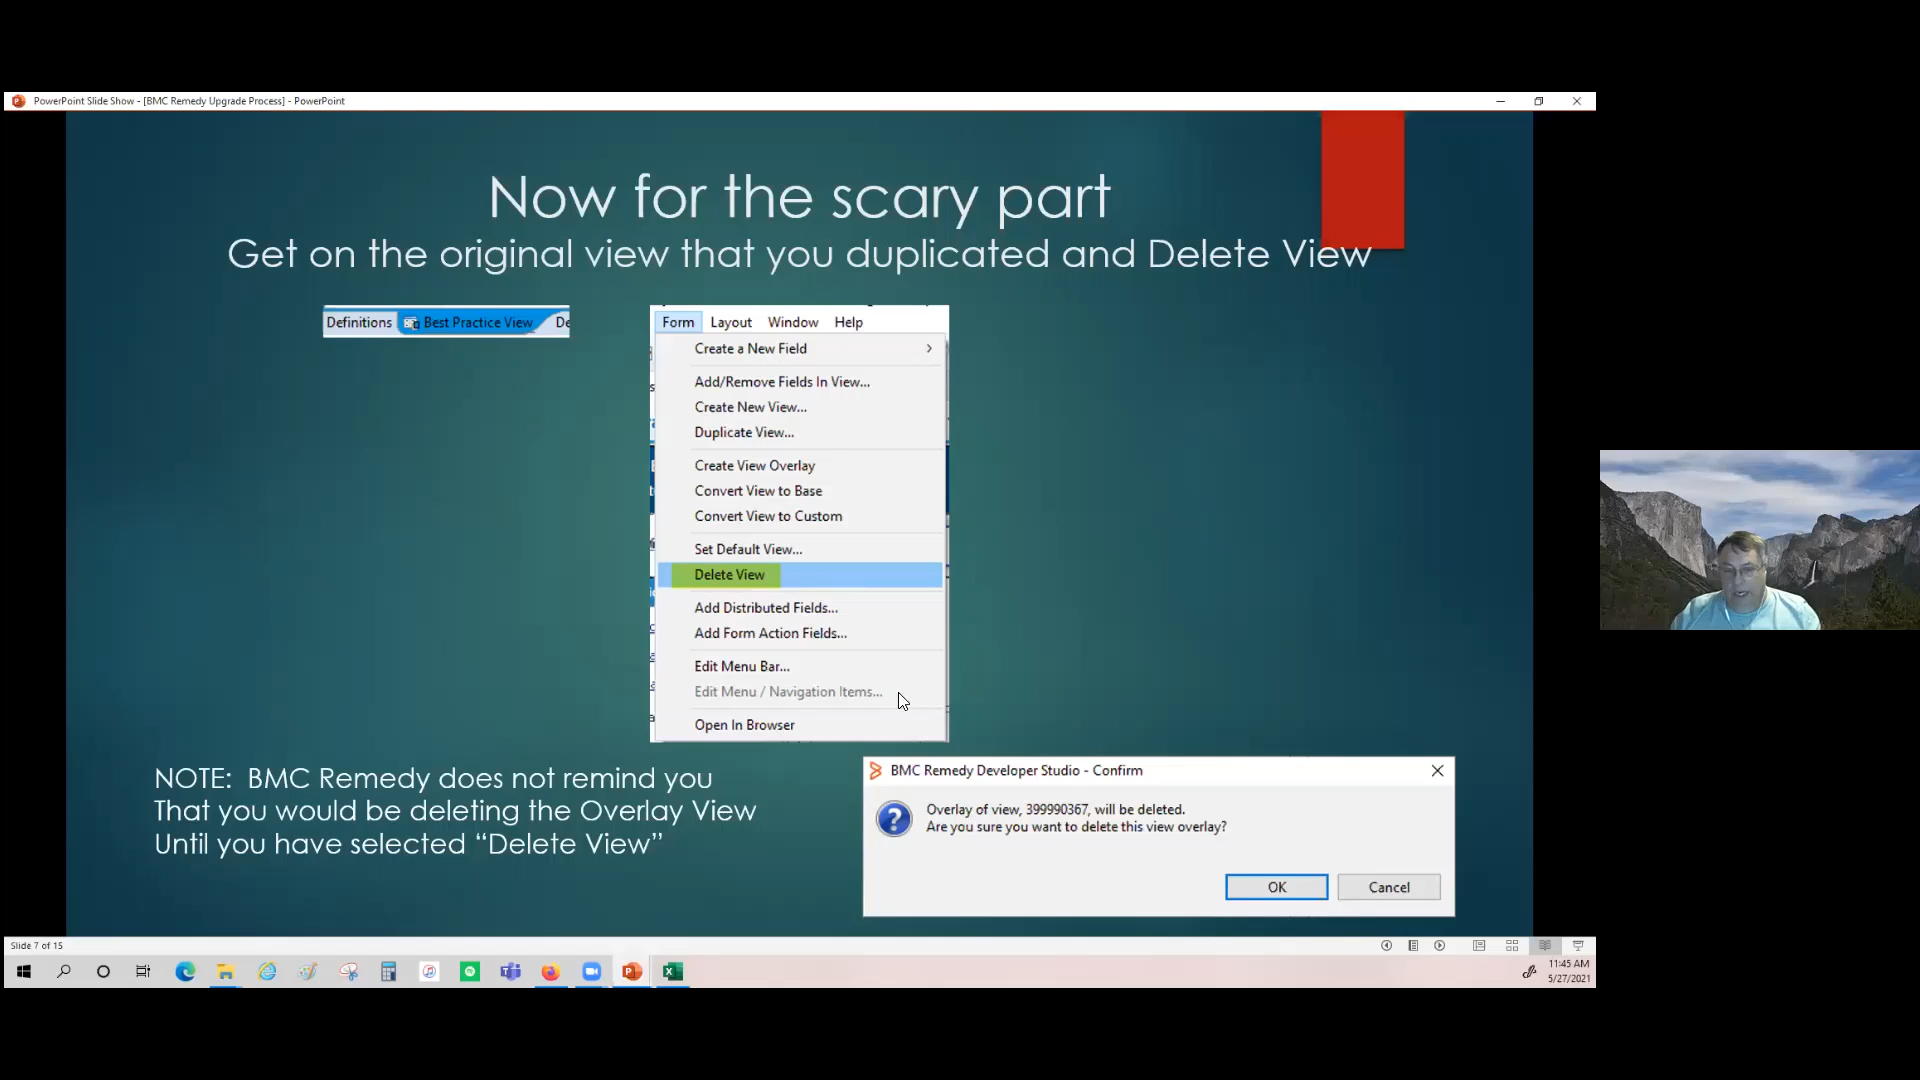 PowerPoint Slide Show - [BMC Remedy Upgrade Process] - PowerPoint
Now for the scary part
Get on the original view that you duplicated and Delete View
Definitions Best Practice View De
Form Layout Window Help
Create a New Field
Add/Remove Fields In View...
Create New View...
Duplicate View...
Create View Overlay
Convert View to Base
Convert View to Custom
Set Default View...
Delete View
Add Distributed Fields...
Add Form Action Fields...
Edit Menu Bar...
Edit Menu / Navigation Items...
Open In Browser
NOTE: BMC Remedy does not remind you
That you would be deleting the Overlay View
Until you have selected “Delete View”
BMC Remedy Developer Studio - Confirm
Overlay of view, 399990367, will be deleted.
Are you sure you want to delete this view overlay?
OK Cancel
Slide 7 of 15
11:45 AM
5/27/2021